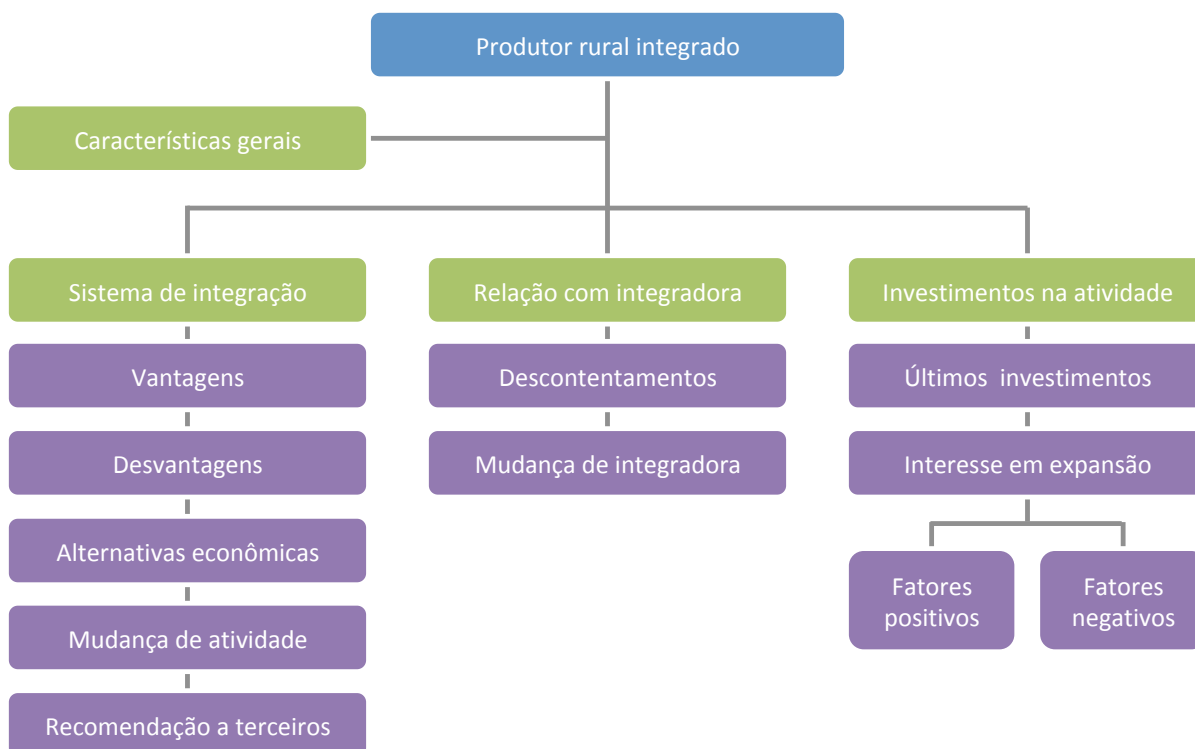 Produtor rural integrado
Características gerais
Sistema de integração
Vantagens
Desvantagens
Alternativas econômicas
Mudança de atividade
Recomendação a terceiros
Relação com integradora
Descontentamentos
Mudança de integradora
Investimentos na atividade
Últimos investimentos
Interesse em expansão
Fatores
positivos
Fatores
negativos